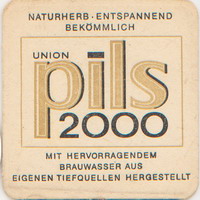 NATURHERB · ENTSPANNEND
BEKÖMMLICH
UNION
pils
2000
MIT HERVORRAGENDEM
BRAUWASSER AUS
EIGENEN TIEFQUELLEN HERGESTELLT